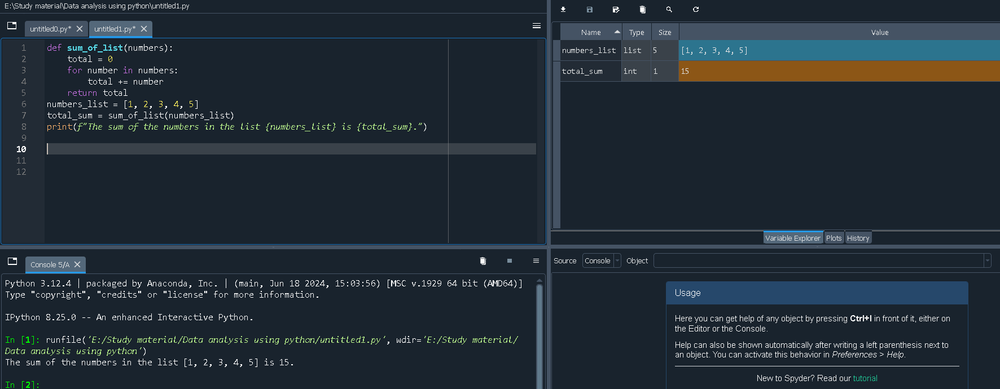 E:\Study material\Data analysis using python\untitled1.py
untitled0.py*
untitled1.py*
1 def sum_of_list(numbers):
2     total = 0
3     for number in numbers:
4         total += number
5     return total
6 numbers_list = [1, 2, 3, 4, 5]
7 total_sum = sum_of_list(numbers_list)
8 print(f"The sum of the numbers in the list {numbers_list} is {total_sum}.")
9
10
11
12
Name Type Size Value
numbers_list list 5 [1, 2, 3, 4, 5]
total_sum int 1 15
Variable Explorer Plots History
Console 5/A
Python 3.12.4 | packaged by Anaconda, Inc. | (main, Jun 18 2024, 15:03:56) [MSC v.1929 64 bit (AMD64)]
Type "copyright", "credits" or "license" for more information.
IPython 8.25.0 -- An enhanced Interactive Python.
In [1]: runfile('E:/Study material/Data analysis using python/untitled1.py', wdir='E:/Study material/
Data analysis using python')
The sum of the numbers in the list [1, 2, 3, 4, 5] is 15.
In [2]:
Source Console Object
Usage
Here you can get help of any object by pressing Ctrl+I in front of it, either on
the Editor or the Console.
Help can also be shown automatically after writing a left parenthesis next to
an object. You can activate this behavior in Preferences > Help.
New to Spyder? Read our tutorial